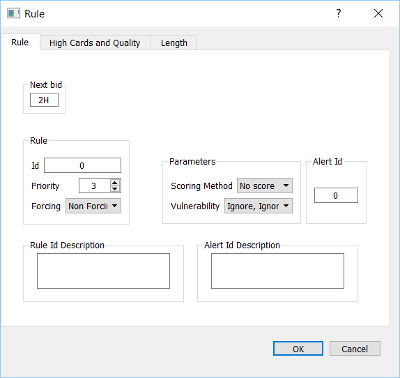 Rule
?
Rule High Cards and Quality Length
Next bid
2H
Rule
Id 0
Priority 3
Forcing Non Forci
Parameters
Scoring Method No score
Vulnerability Ignore, Ignor
Alert Id
0
Rule Id Description
Alert Id Description
OK Cancel